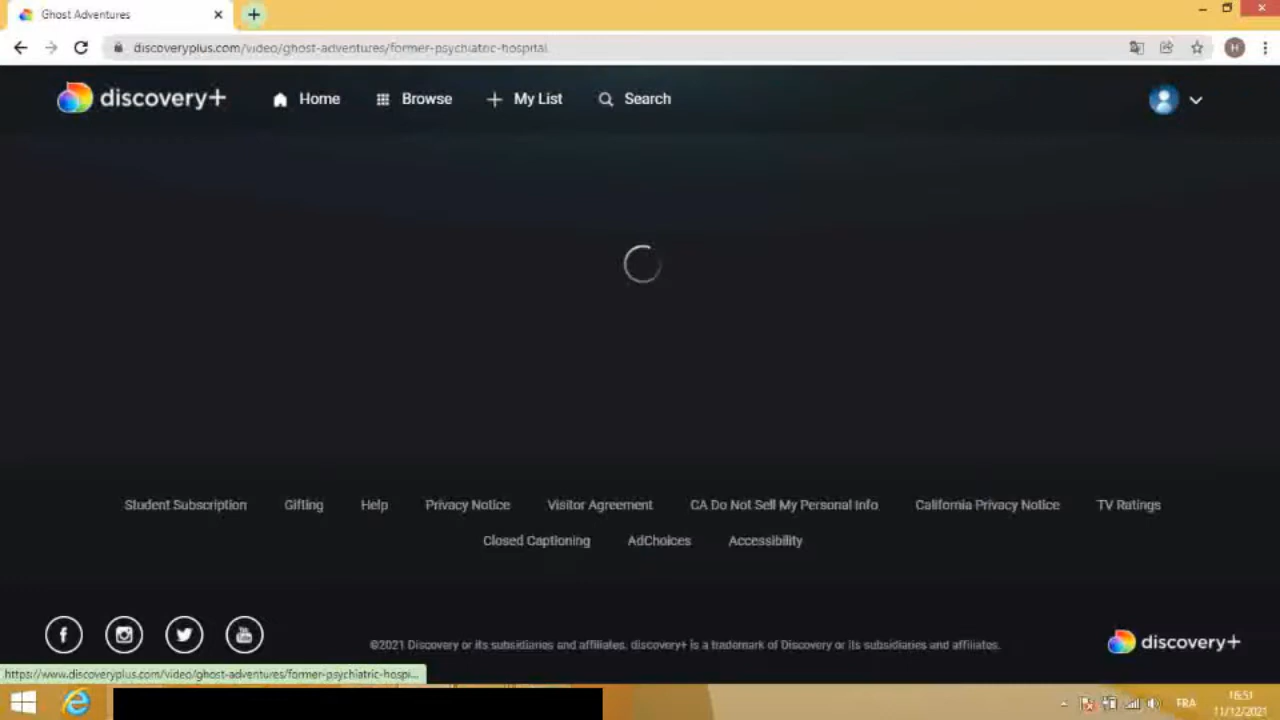 Ghost Adventures
discoveryplus.com/video/ghost-adventures/former-psychiatric-hospital
H
discovery+ Home Browse My List Search
Student Subscription Gifting Help Privacy Notice Visitor Agreement CA Do Not Sell My Personal Info California Privacy Notice TV Ratings
Closed Captioning AdChoices Accessibility
©2021 Discovery or its subsidiaries and affiliates. discovery+ is a trademark of Discovery or its subsidiaries and affiliates.
discovery+
https://www.discoveryplus.com/video/ghost-adventures/former-psychiatric-hospi...
FRA
16:51
11/12/2021